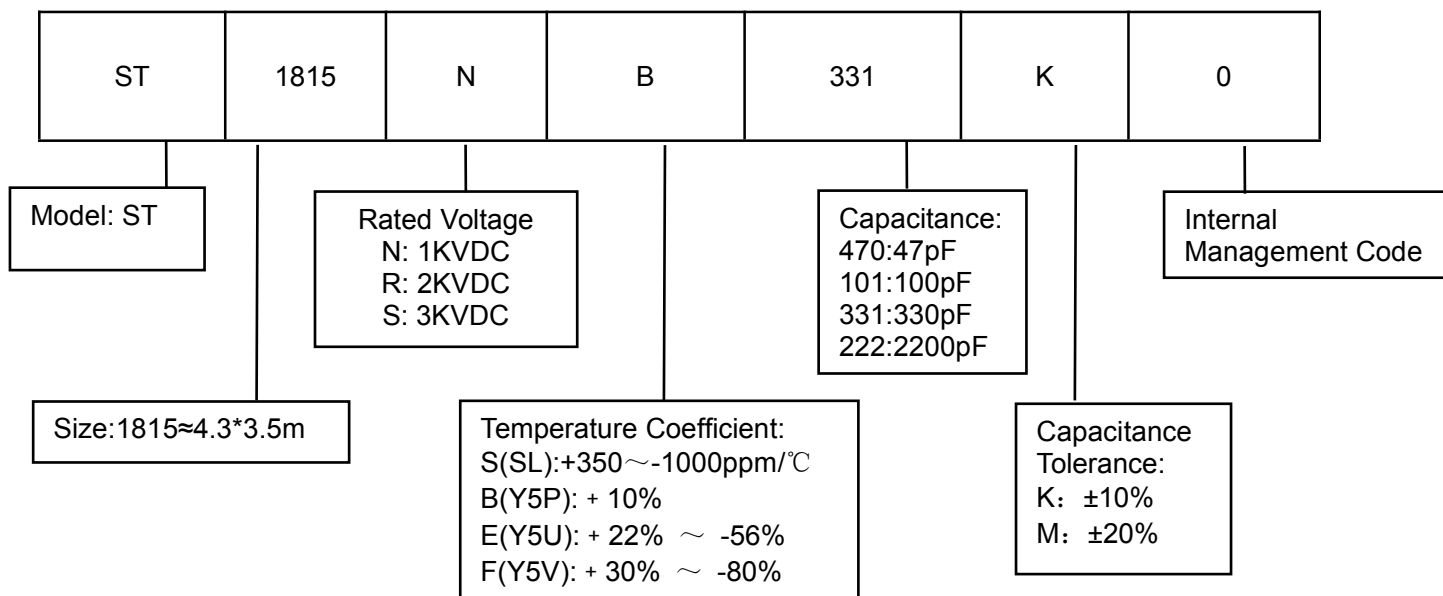 ST 1815 N B 331 K 0
Model: ST
Rated Voltage
N: 1KVDC
R: 2KVDC
S: 3KVDC
Capacitance:
470:47pF
101:100pF
331:330pF
222:2200pF
Internal
Management Code
Size:1815≈4.3*3.5m
Temperature Coefficient:
S(SL):+350～-1000ppm/℃
B(Y5P): + 10%
E(Y5U): + 22% ～ -56%
F(Y5V): + 30% ～ -80%
Capacitance
Tolerance:
K：±10%
M：±20%